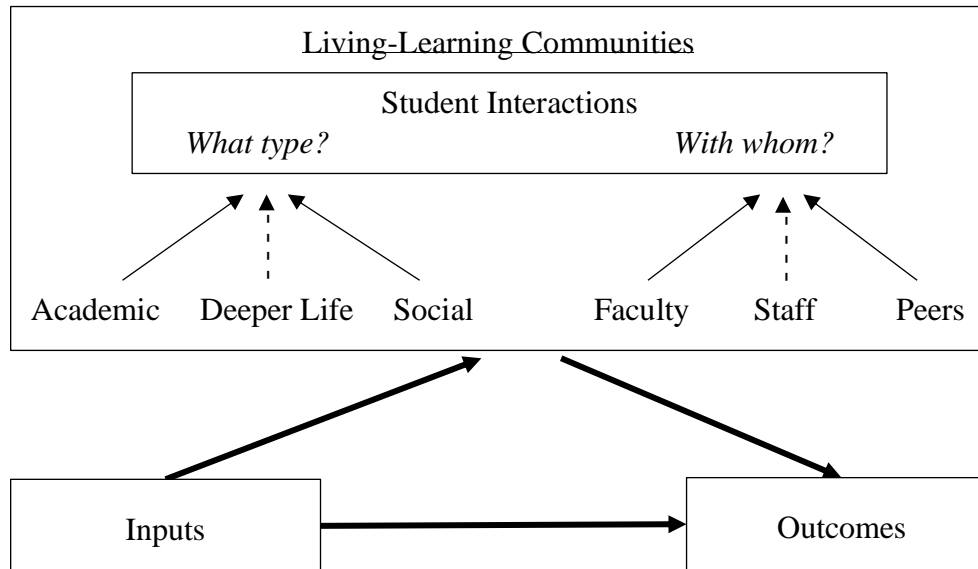 Living-Learning Communities
Student Interactions
What type? With whom?
Academic Deeper Life Social Faculty Staff Peers
Inputs Outcomes